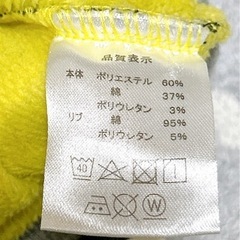 品質表示
本体 ポリエステル 60%
綿 37%
ポリウレタン 3%
リブ 綿 95%
ポリウレタン 5%
40
W